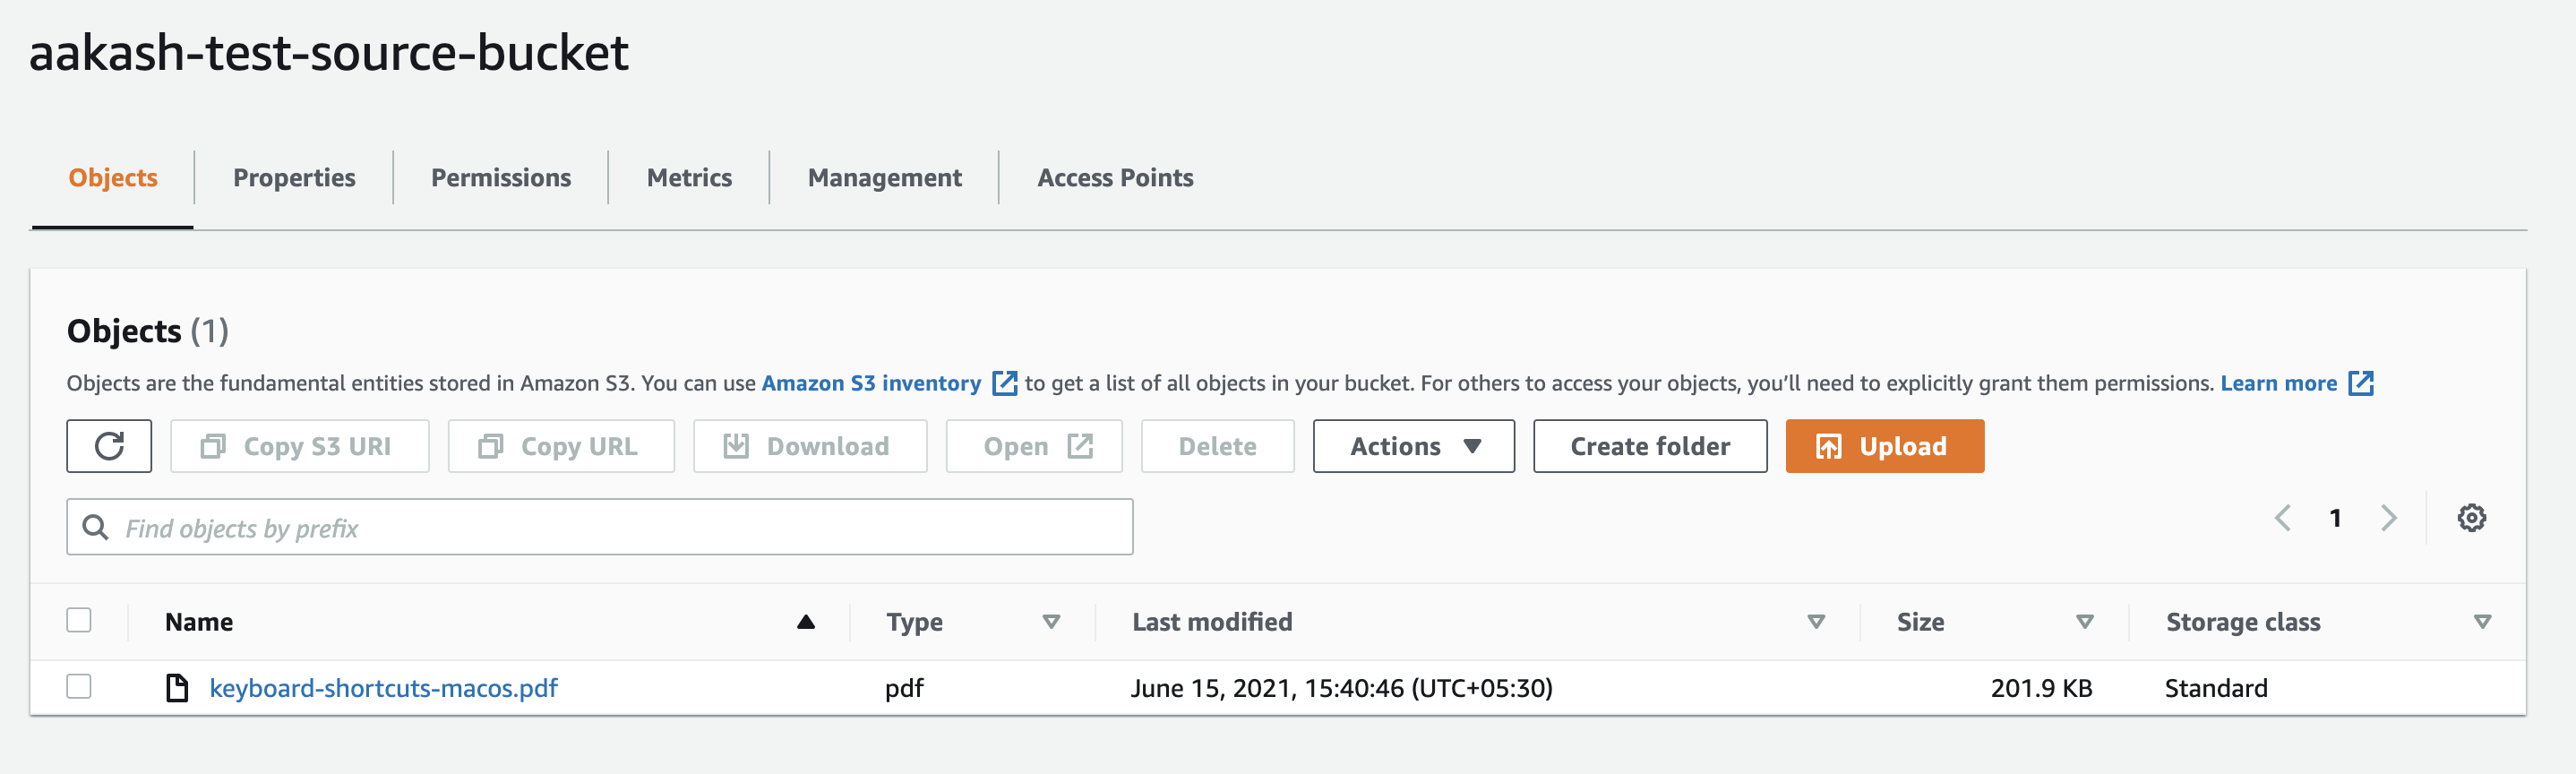 aakash-test-source-bucket
Objects Properties Permissions Metrics Management Access Points
Objects (1)
Objects are the fundamental entities stored in Amazon S3. You can use Amazon S3 inventory to get a list of all objects in your bucket. For others to access your objects, you'll need to explicitly grant them permissions. Learn more
Copy S3 URI Copy URL Download Open Delete Actions Create folder Upload
Find objects by prefix 1
Name Type Last modified Size Storage class
keyboard-shortcuts-macos.pdf pdf June 15, 2021, 15:40:46 (UTC+05:30) 201.9 KB Standard